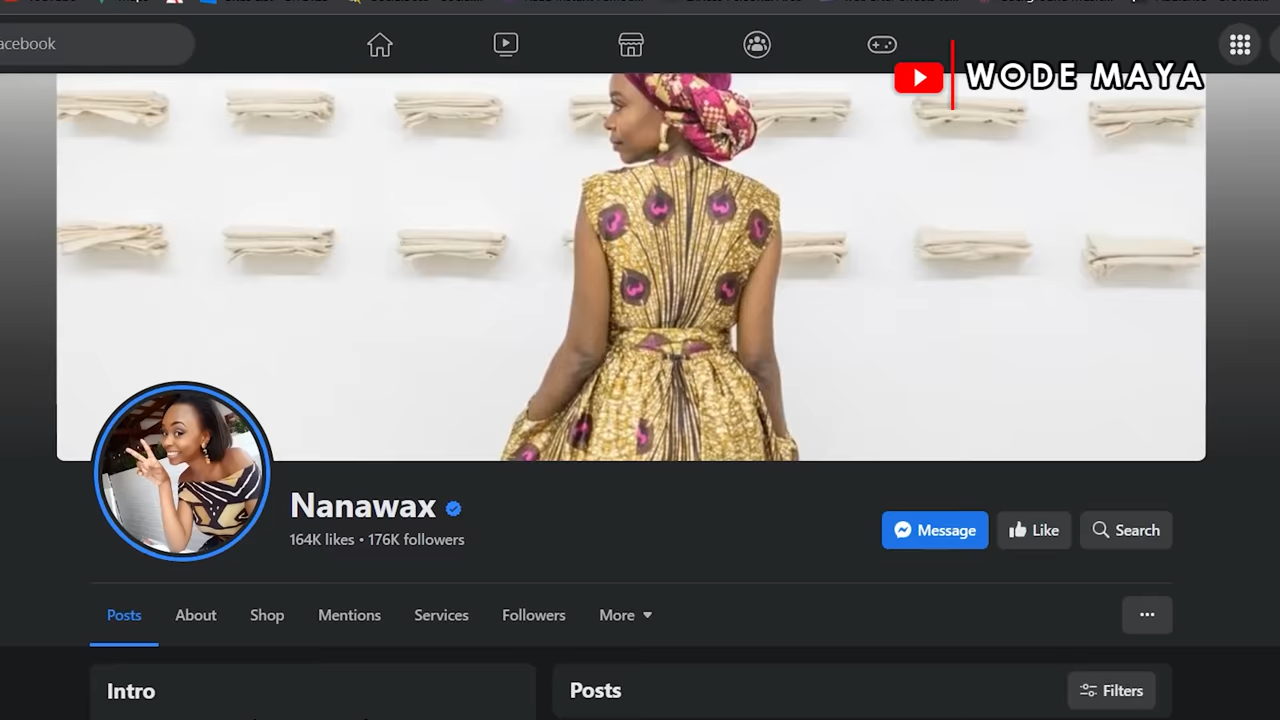 acebook
WODE MAYA
Nanawax
164K likes • 176K followers
Message
Like
Search
Posts
About
Shop
Mentions
Services
Followers
More
Intro
Posts
Filters